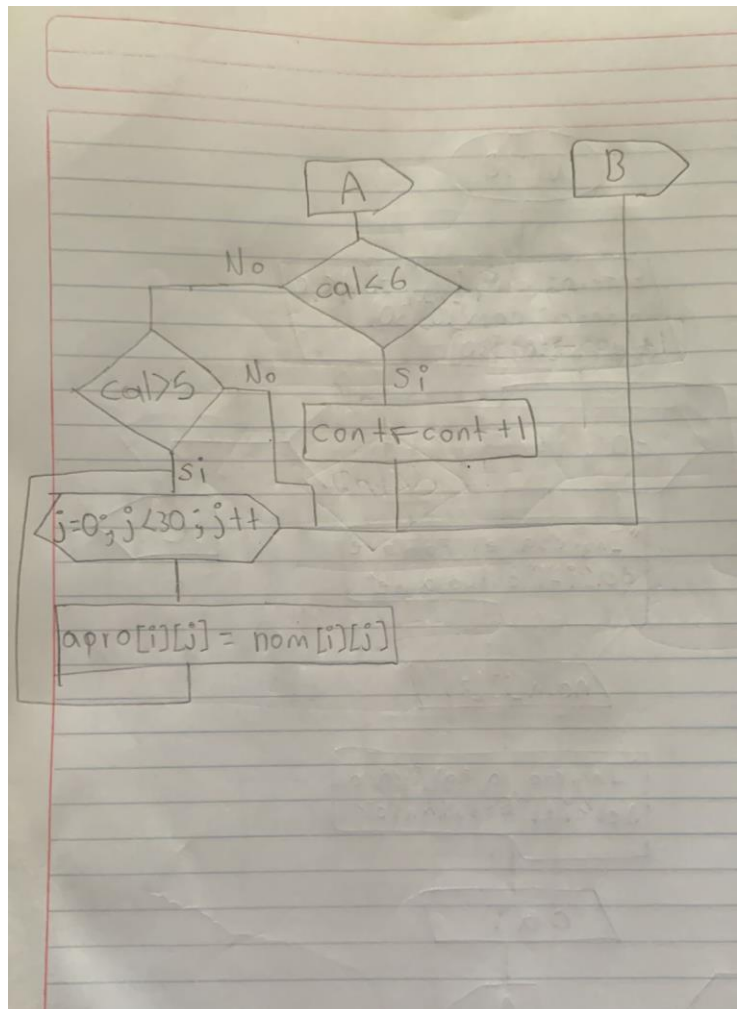 A
B
No
cal<6
cal>5
No
si
cont=cont+1
si
j=0; j<30; j++
apro[i][j] = nom[i][j]